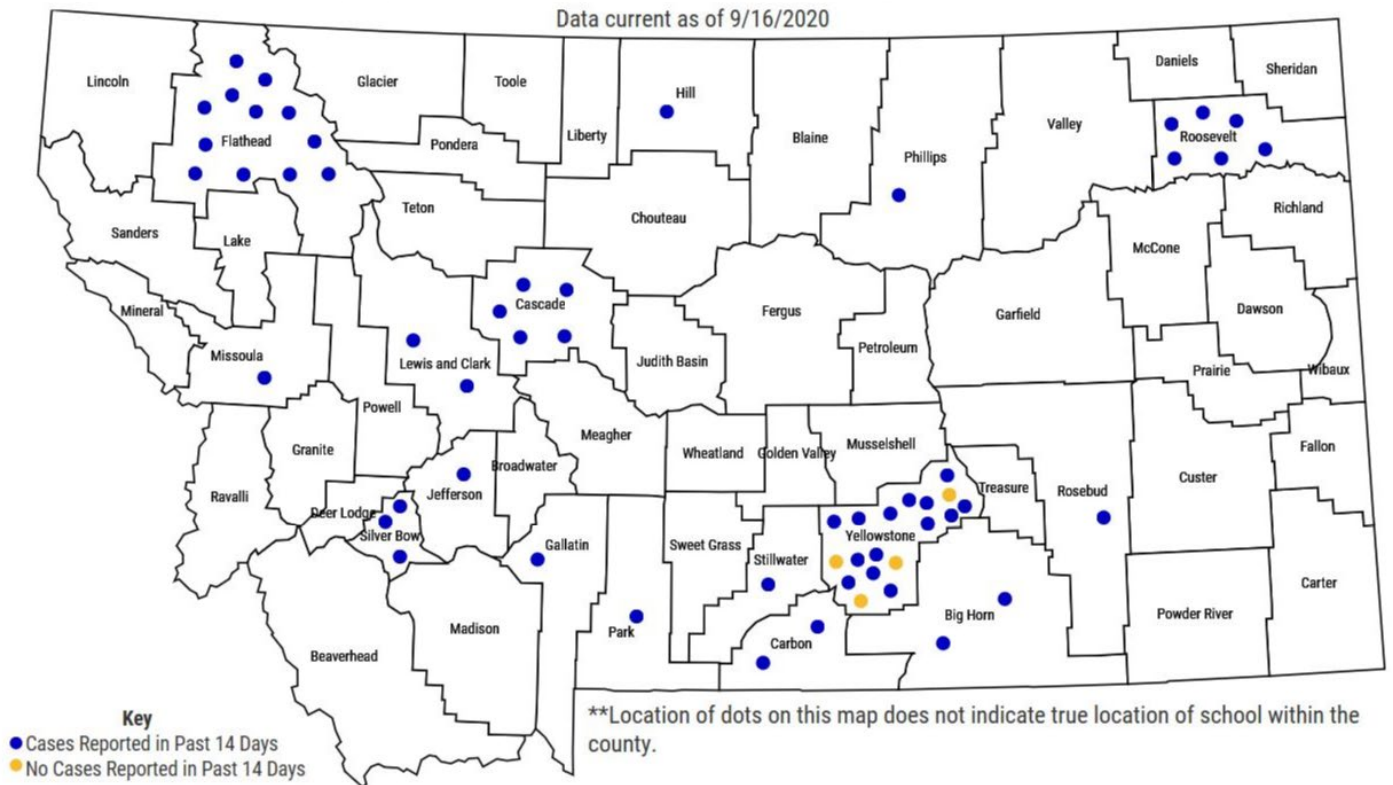 Data current as of 9/16/2020
Lincoln
Glacier
Toole
Hill
Daniels
Sheridan
Flathead
Pondera
Liberty
Blaine
Phillips
Valley
Roosevelt
Teton
Chouteau
Richland
Sanders
Lake
McCone
Mineral
Cascade
Fergus
Garfield
Dawson
Missoula
Lewis and Clark
Judith Basin
Petroleum
Prairie
Wibaux
Powell
Granite
Meagher
Wheatland
Golden Valley
Musselshell
Fallon
Ravalli
Broadwater
Jefferson
Treasure
Rosebud
Custer
Deer Lodge
Silver Bow
Gallatin
Sweet Grass
Stillwater
Yellowstone
Carter
Beaverhead
Madison
Park
Carbon
Big Horn
Powder River
Key
Cases Reported in Past 14 Days
No Cases Reported in Past 14 Days
**Location of dots on this map does not indicate true location of school within the
county.